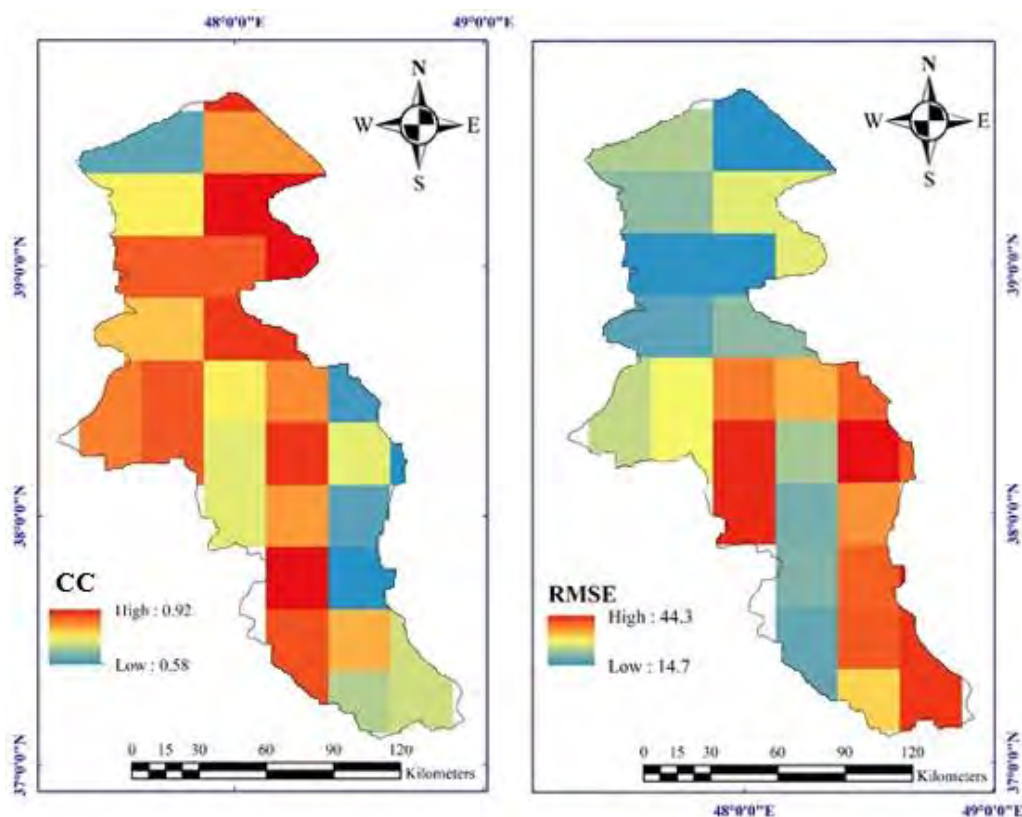 48°0'0"E
49°0'0"E
N
W
E
S
39°0'0"N
38°0'0"N
37°0'0"N
CC
High : 0.92
Low : 0.58
0 15 30 60 90 120
Kilometers
N
W
E
S
39°0'0"N
38°0'0"N
37°0'0"N
RMSE
High : 44.3
Low : 14.7
0 15 30 60 90 120
Kilometers
48°0'0"E
49°0'0"E